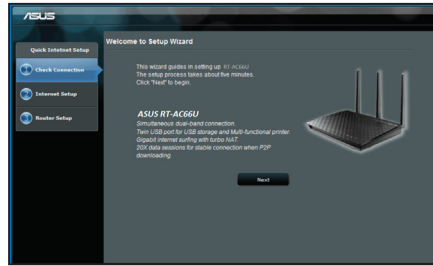 ASUS
Quick Internet Setup
1 Check Connection
2 Internet Setup
3 Router Setup
Welcome to Setup Wizard
This wizard guides in setting up RT-AC66U
The setup process takes about five minutes.
Click "Next" to begin.
ASUS RT-AC66U
Simultaneous dual-band connection.
Twin USB port for USB storage and Multi-functional printer
Gigabit internet surfing with turbo NAT.
20X data sessions for stable connection when P2P
downloading.
Next